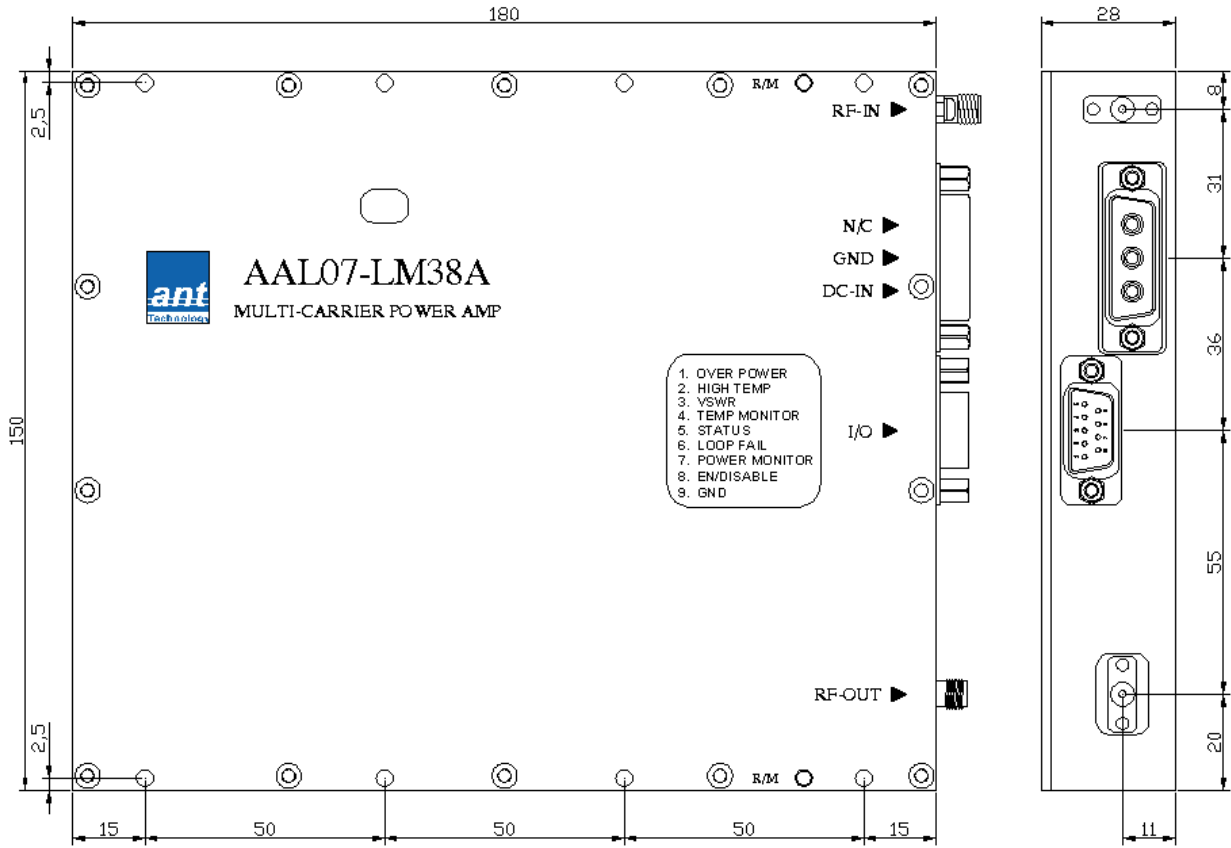 180
28
2,5
R/M
8
RF-IN
31
N/C
GND
DC-IN
ant
Technology
AAL07-LM38A
MULTI-CARRIER POWER AMP
36
150
1. OVER POWER
2. HIGH TEMP
3. VSWR
4. TEMP MONITOR
5. STATUS
6. LOOP FAIL
7. POWER MONITOR
8. EN/DISABLE
9. GND
I/O
55
RF-OUT
2,5
20
R/M
15
50
50
50
15
11